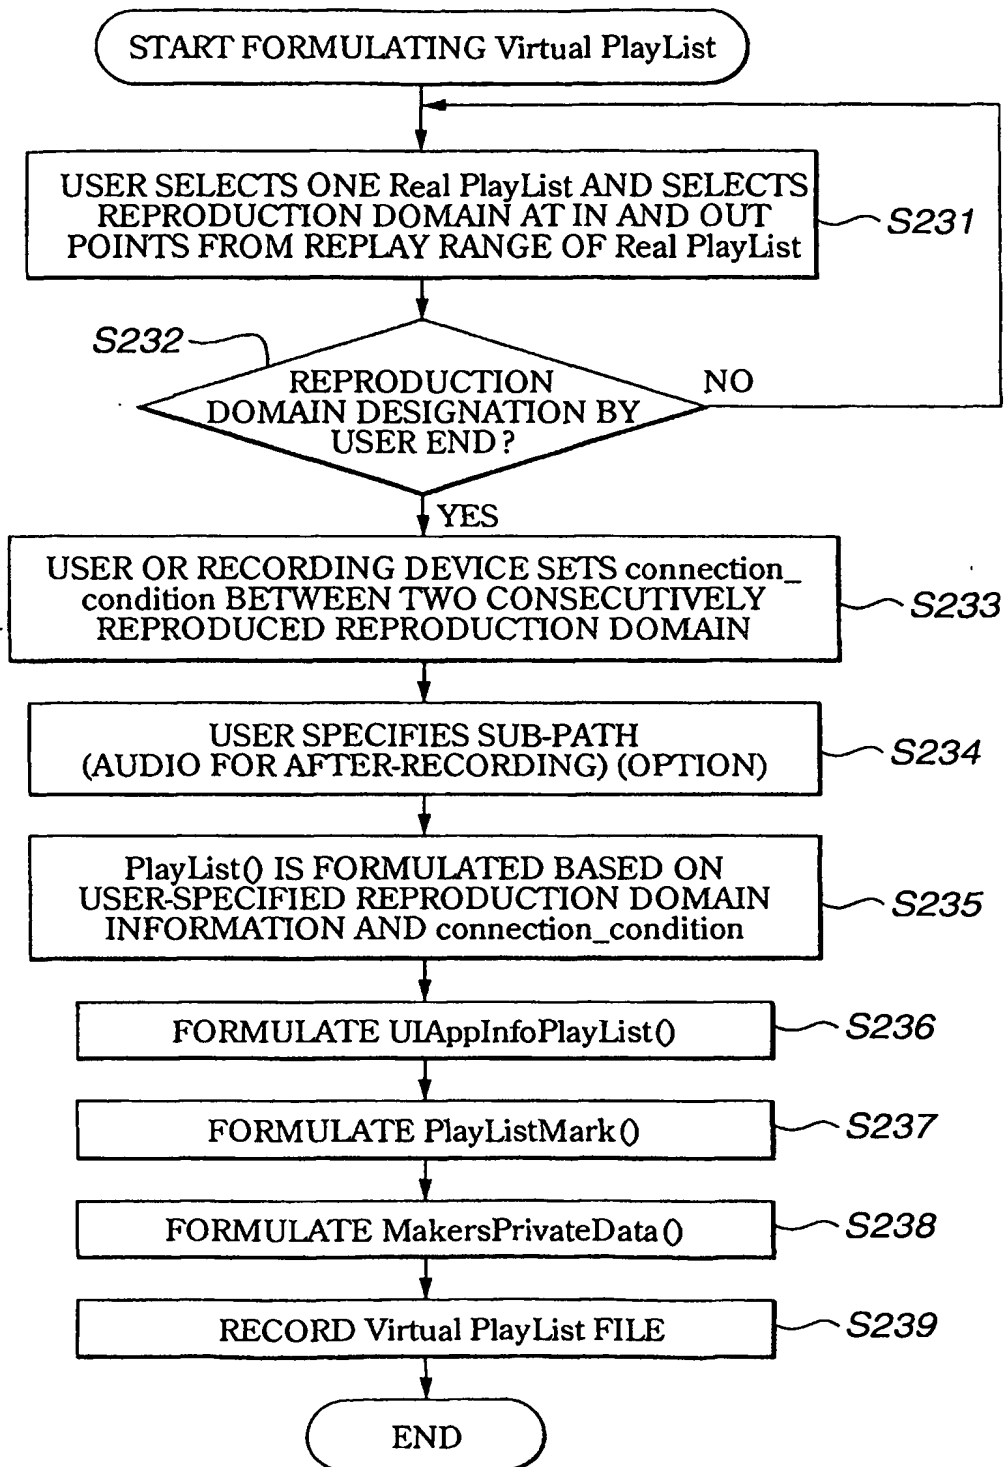 START FORMULATING Virtual PlayList
USER SELECTS ONE Real PlayList AND SELECTS
REPRODUCTION DOMAIN AT IN AND OUT
POINTS FROM REPLAY RANGE OF Real PlayList
S231
S232
REPRODUCTION
DOMAIN DESIGNATION BY
USER END?
NO
YES
USER OR RECORDING DEVICE SETS connection_
condition BETWEEN TWO CONSECUTIVELY
REPRODUCED REPRODUCTION DOMAIN
S233
USER SPECIFIES SUB-PATH
(AUDIO FOR AFTER-RECORDING) (OPTION)
S234
PlayList() IS FORMULATED BASED ON
USER-SPECIFIED REPRODUCTION DOMAIN
INFORMATION AND connection_condition
S235
FORMULATE UIAppInfoPlayList()
S236
FORMULATE PlayListMark()
S237
FORMULATE MakersPrivateData()
S238
RECORD Virtual PlayList FILE
S239
END